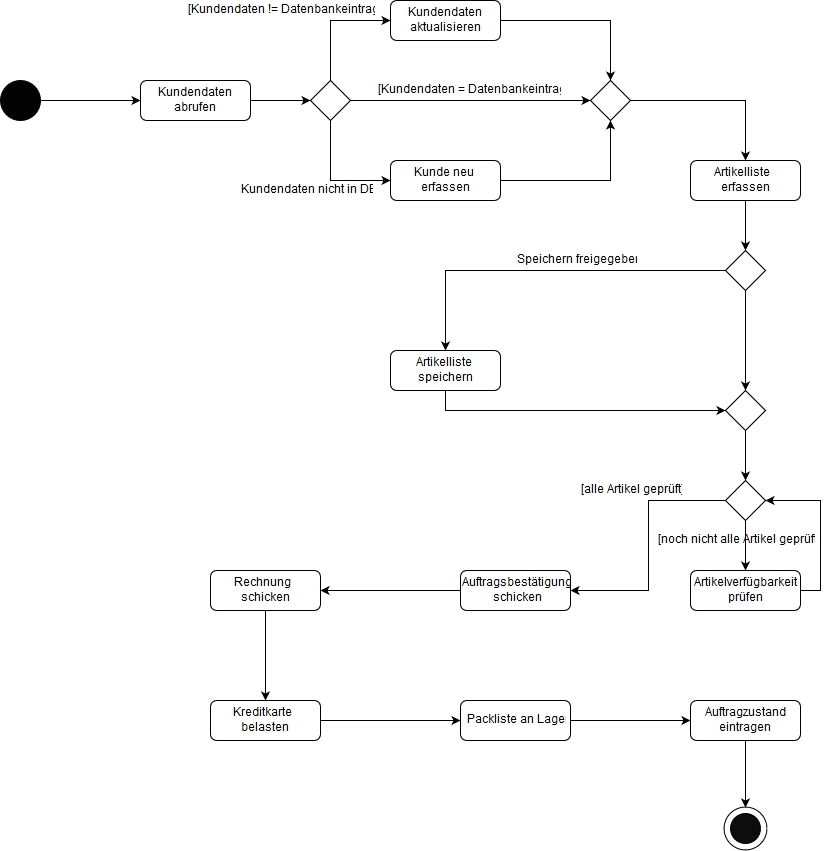 [Kundendaten != Datenbankeintrag
Kundendaten
aktualisieren
Kundendaten
abrufen
[Kundendaten = Datenbankeintrag
Kundendaten nicht in DB
Kunde neu
erfassen
Artikelliste
erfassen
Speichern freigegeben
Artikelliste
speichern
[alle Artikel geprüft]
[noch nicht alle Artikel geprüft
Rechnung
schicken
Auftragsbestätigung
schicken
Artikelverfügbarkeit
prüfen
Kreditkarte
belasten
Packliste an Lage
Auftragzustand
eintragen